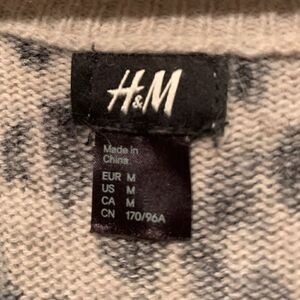 H&M
Made in
China
EUR M
US M
CA M
CN 170/96A